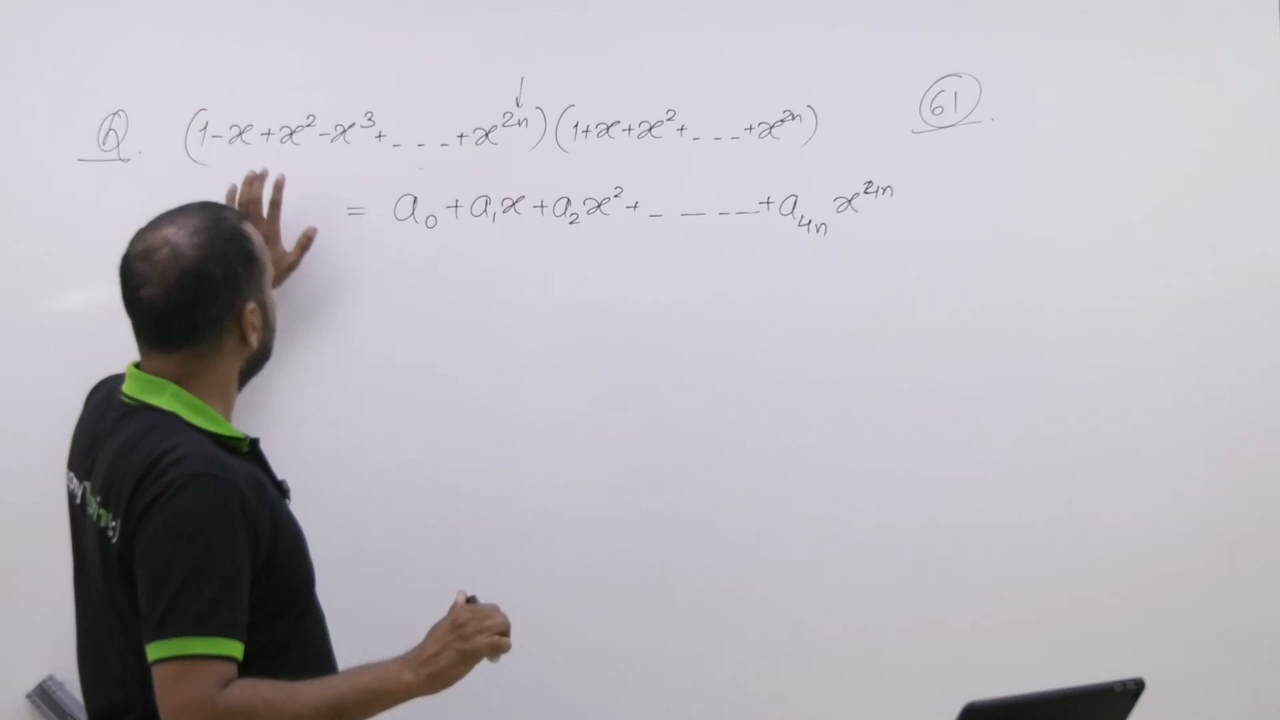 Q. (1-x+x²-x³+----+x²ⁿ)(1+x+x²+----+x²ⁿ) 61.
= a₀+a₁x+a₂x²+----+a₄ₙx⁴ⁿ